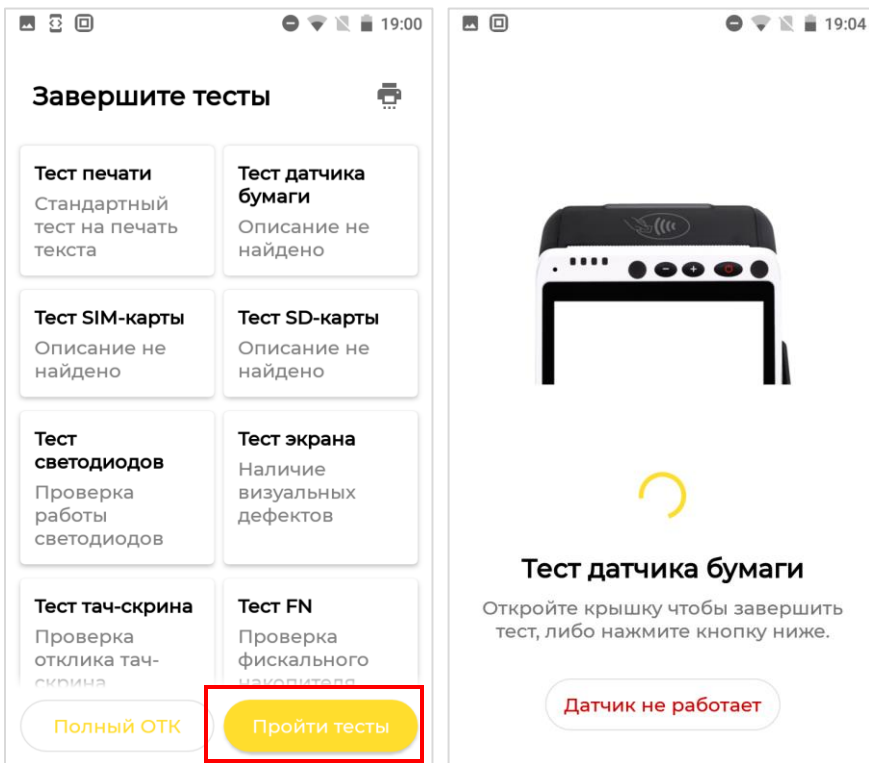 19:00
Завершите тесты
Тест печати
Стандартный
тест на печать
текста
Тест датчика
бумаги
Описание не
найдено
Тест SIM-карты
Описание не
найдено
Тест SD-карты
Описание не
найдено
Тест
светодиодов
Проверка
работы
светодиодов
Тест экрана
Наличие
визуальных
дефектов
Тест тач-скрина
Проверка
отклика тач-
скрина
Тест FN
Проверка
фискального
накопителя
Полный ОТК
Пройти тесты
19:04
Тест датчика бумаги
Откройте крышку чтобы завершить
тест, либо нажмите кнопку ниже.
Датчик не работает